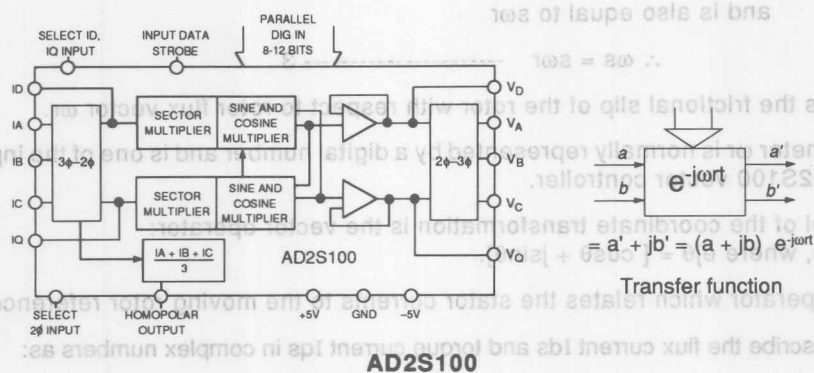 PARALLEL
DIG IN
8-12 BITS
SELECT ID,
IQ INPUT
INPUT DATA
STROBE
ID
IA
IB
IC
IQ
3ϕ–2ϕ
SECTOR
MULTIPLIER
SINE AND
COSINE
MULTIPLIER
SECTOR
MULTIPLIER
SINE AND
COSINE
MULTIPLIER
IA + IB + IC
3
2ϕ–3ϕ
AD2S100
VD
VA
VB
VC
VQ
SELECT
2ϕ INPUT
HOMOPOLAR
OUTPUT
+5V
GND
–5V
a
b
e-jωrt
a'
b'
= a' + jb' = (a + jb) e-jωrt
Transfer function
AD2S100